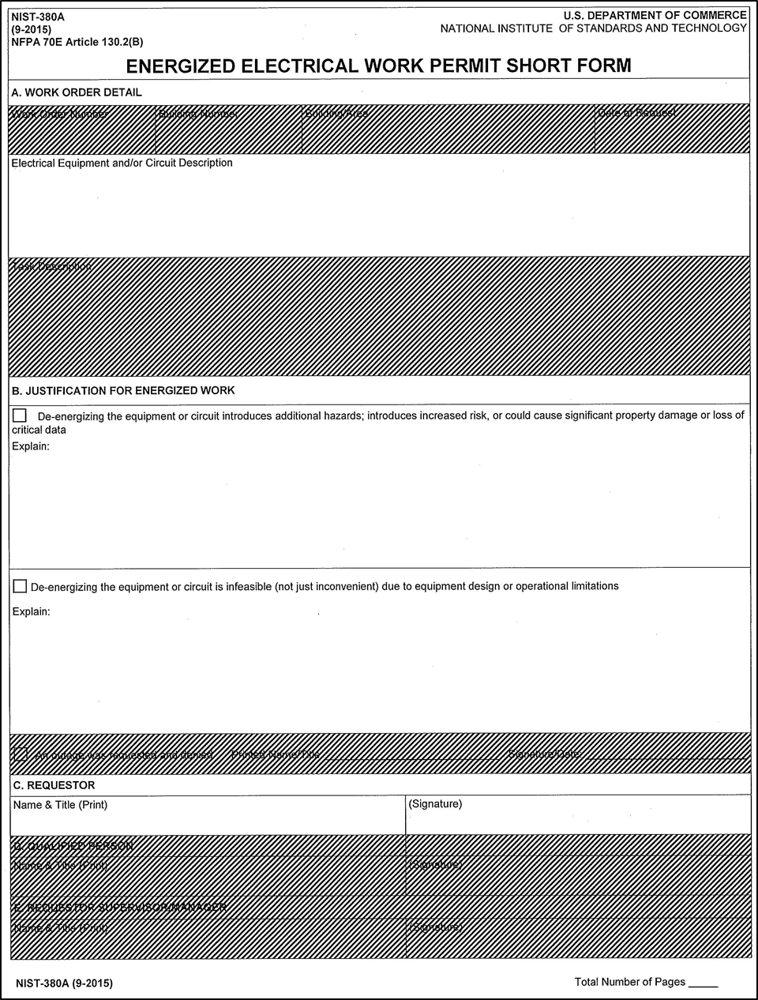 NIST-380A
(9-2015)
NFPA 70E Article 130.2(B)
U.S. DEPARTMENT OF COMMERCE
NATIONAL INSTITUTE OF STANDARDS AND TECHNOLOGY
ENERGIZED ELECTRICAL WORK PERMIT SHORT FORM
A. WORK ORDER DETAIL
Work Order Number
Building Number
Building/Area
Date of Request
Electrical Equipment and/or Circuit Description
Task Description
B. JUSTIFICATION FOR ENERGIZED WORK
De-energizing the equipment or circuit introduces additional hazards; introduces increased risk, or could cause significant property damage or loss of
critical data
Explain:
De-energizing the equipment or circuit is infeasible (not just inconvenient) due to equipment design or operational limitations
Explain:
An outage was requested and denied Printed Name/Title Signature/Date:
C. REQUESTOR
Name & Title (Print)
(Signature)
D. QUALIFIED PERSON
Name & Title (Print)
(Signature)
E. REQUESTOR SUPERVISOR/MANAGER
Name & Title (Print)
(Signature)
NIST-380A (9-2015)
Total Number of Pages _____